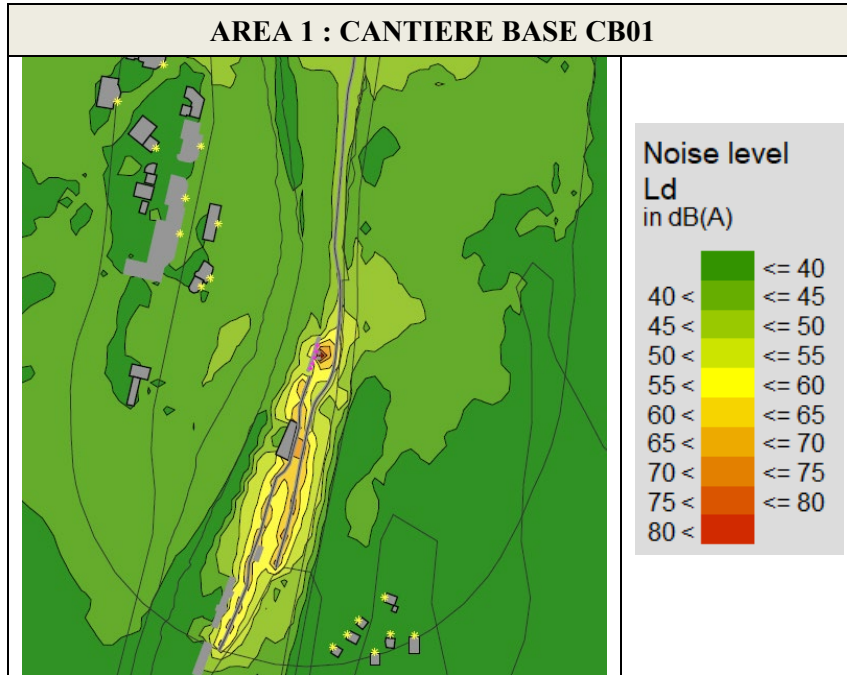 AREA 1 : CANTIERE BASE CB01
Noise level
Ld
in dB(A)
<= 40
40 < <= 45
45 < <= 50
50 < <= 55
55 < <= 60
60 < <= 65
65 < <= 70
70 < <= 75
75 < <= 80
80 <